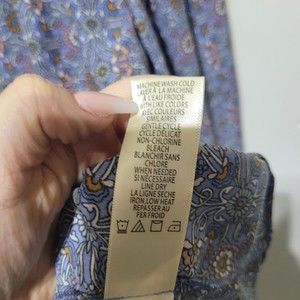 MACHINE WASH COLD
LAVER À LA MACHINE
À L'EAU FROIDE
WITH LIKE COLORS
AVEC COULEURS
SIMILAIRES
GENTLE CYCLE
CYCLE DELICAT
NON-CHLORINE
BLEACH
BLANCHIR SANS
CHLORE
WHEN NEEDED
SI NÉCESSAIRE
LINE DRY
LA LIGNE SÈCHE
IRON, LOW HEAT
REPASSER AU
FER FROID